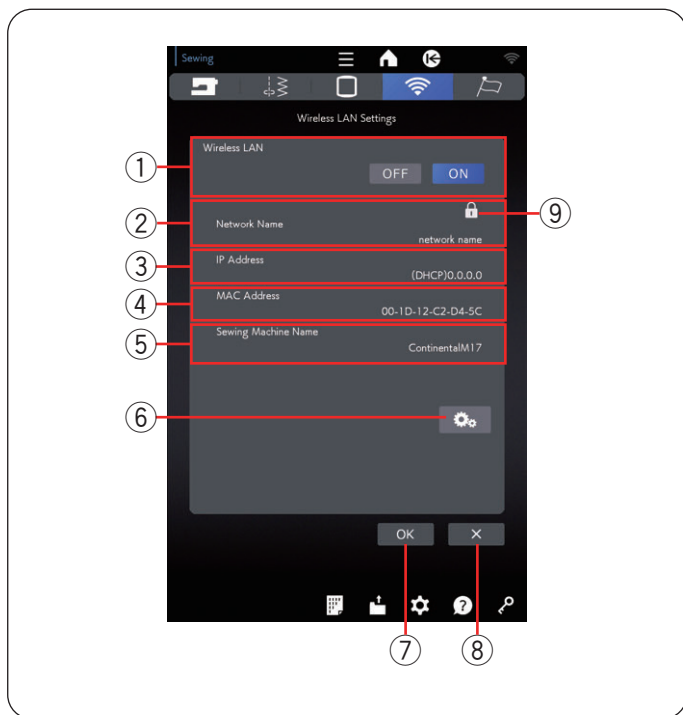 Sewing
Wireless LAN Settings
① Wireless LAN
OFF ON
⑨
② Network Name
network name
③ IP Address
(DHCP)0.0.0.0
④ MAC Address
00-1D-12-C2-D4-5C
⑤ Sewing Machine Name
ContinentalM17
⑥
OK ×
?
⑦ ⑧